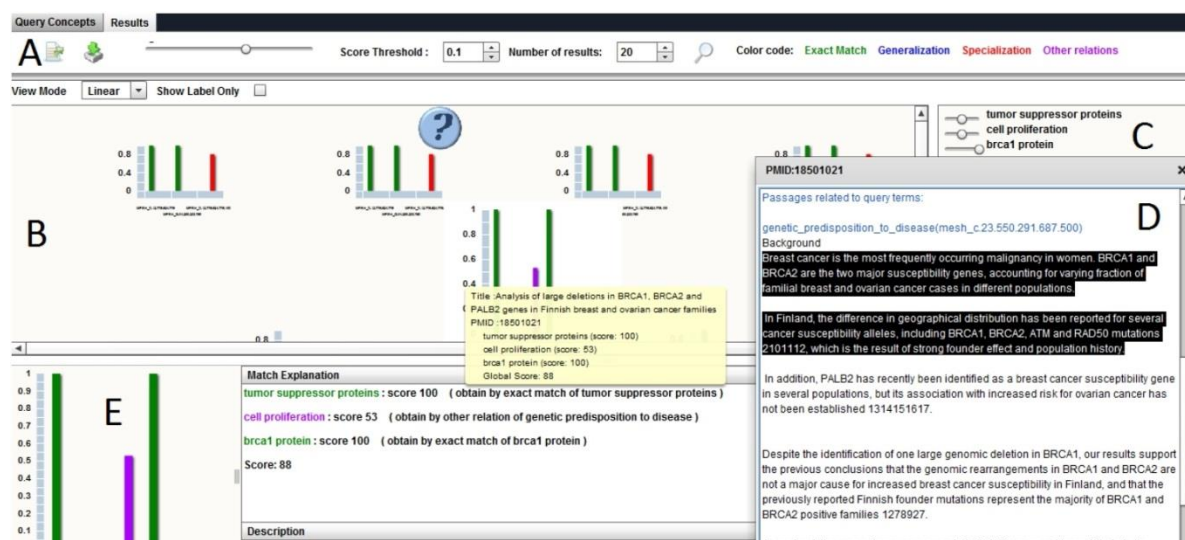 Query Concepts Results
A
Score Threshold : 0.1 Number of results: 20 Color code: Exact Match Generalization Specialization Other relations
View Mode Linear Show Label Only
?
0.8
0.4
0
0.8
0.4
0
0.8
0.4
0
0.8
B
1
0.8
0.6
0.4
Title :Analysis of large deletions in BRCA1, BRCA2 and
PALB2 genes in Finnish breast and ovarian cancer families
PMID :18501021
tumor suppressor proteins (score: 100)
cell proliferation (score: 53)
brca1 protein (score: 100)
Global Score: 88
0.8
tumor suppressor proteins
cell proliferation
brca1 protein
C
PMID:18501021 x
Passages related to query terms:
D
genetic_predisposition_to_disease(mesh_c.23.550.291.687.500)
Background
Breast cancer is the most frequently occurring malignancy in women. BRCA1 and
BRCA2 are the two major susceptibility genes, accounting for varying fraction of
familial breast and ovarian cancer cases in different populations.
In Finland, the difference in geographical distribution has been reported for several
cancer susceptibility alleles, including BRCA1, BRCA2, ATM and RAD50 mutations
2101112, which is the result of strong founder effect and population history.
In addition, PALB2 has recently been identified as a breast cancer susceptibility gene
in several populations, but its association with increased risk for ovarian cancer has
not been established 1314151617.
Despite the identification of one large genomic deletion in BRCA1, our results support
the previous conclusions that the genomic rearrangements in BRCA1 and BRCA2 are
not a major cause for increased breast cancer susceptibility in Finland, and that the
previously reported Finnish founder mutations represent the majority of BRCA1 and
BRCA2 positive families 1278927.
1
0.9
0.8
0.7
0.6
0.5
0.4
0.3
0.2
0.1
E
Match Explanation
tumor suppressor proteins : score 100 ( obtain by exact match of tumor suppressor proteins )
cell proliferation : score 53 ( obtain by other relation of genetic predisposition to disease )
brca1 protein : score 100 ( obtain by exact match of brca1 protein )
Score: 88
Description